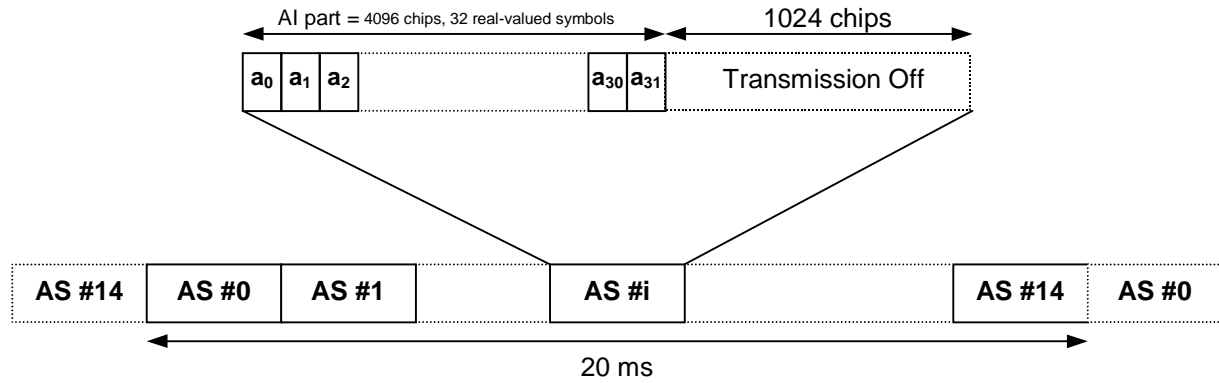 AI part = 4096 chips, 32 real-valued symbols 1024 chips
a0 a1 a2 a30 a31 Transmission Off
AS #14 AS #0 AS #1 AS #i AS #14 AS #0
20 ms